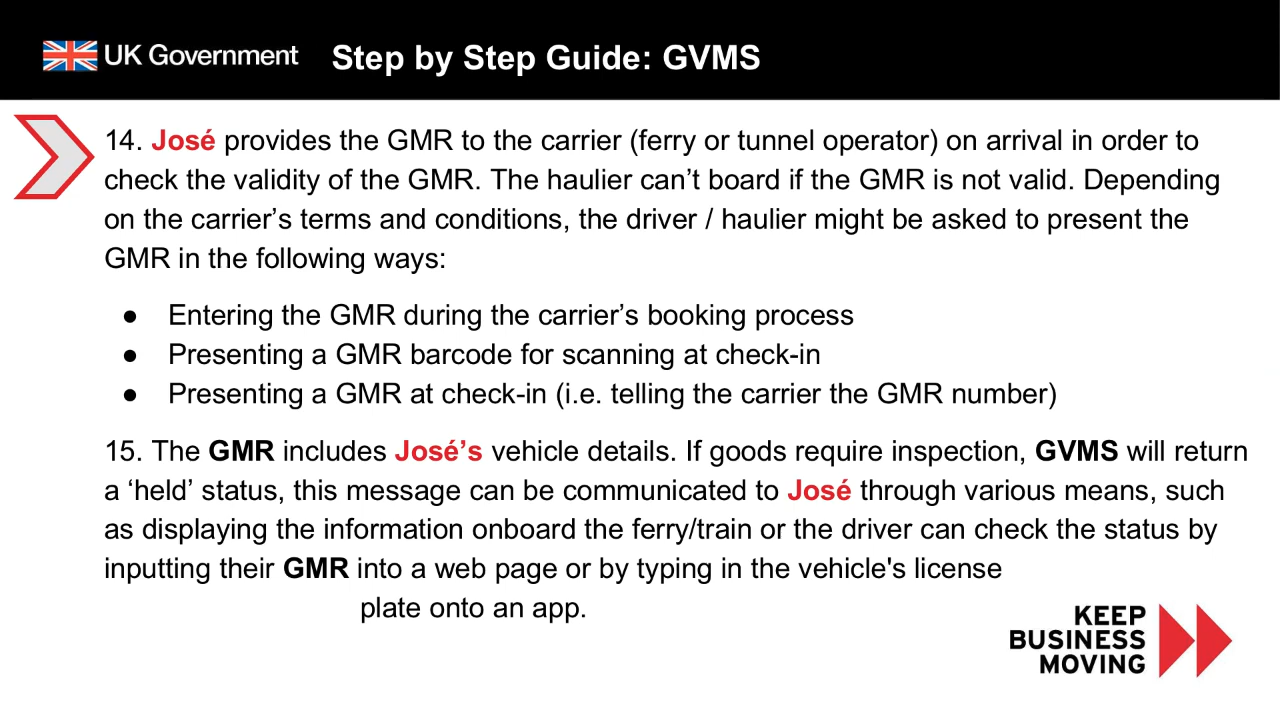 UK Government
Step by Step Guide: GVMS
14. José provides the GMR to the carrier (ferry or tunnel operator) on arrival in order to
check the validity of the GMR. The haulier can’t board if the GMR is not valid. Depending
on the carrier’s terms and conditions, the driver / haulier might be asked to present the
GMR in the following ways:
● Entering the GMR during the carrier’s booking process
● Presenting a GMR barcode for scanning at check-in
● Presenting a GMR at check-in (i.e. telling the carrier the GMR number)
15. The GMR includes José’s vehicle details. If goods require inspection, GVMS will return
a ‘held’ status, this message can be communicated to José through various means, such
as displaying the information onboard the ferry/train or the driver can check the status by
inputting their GMR into a web page or by typing in the vehicle's license
plate onto an app.
KEEP
BUSINESS
MOVING